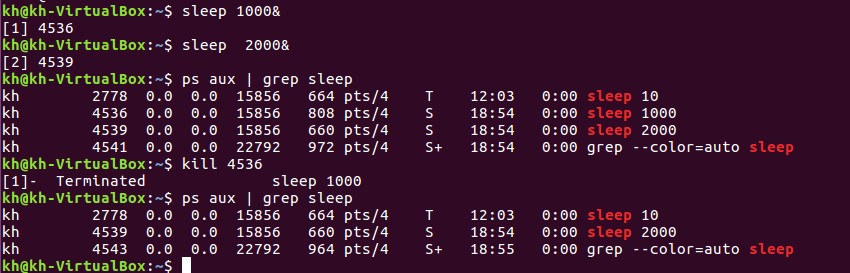 kh@kh-VirtualBox:~$ sleep 1000&
[1] 4536
kh@kh-VirtualBox:~$ sleep  2000&
[2] 4539
kh@kh-VirtualBox:~$ ps aux | grep sleep
kh        2778  0.0  0.0  15856   664 pts/4    T    12:03   0:00 sleep 10
kh        4536  0.0  0.0  15856   808 pts/4    S    18:54   0:00 sleep 1000
kh        4539  0.0  0.0  15856   660 pts/4    S    18:54   0:00 sleep 2000
kh        4541  0.0  0.0  22792   972 pts/4    S+   18:54   0:00 grep --color=auto sleep
kh@kh-VirtualBox:~$ kill 4536
[1]-  Terminated              sleep 1000
kh@kh-VirtualBox:~$ ps aux | grep sleep
kh        2778  0.0  0.0  15856   664 pts/4    T    12:03   0:00 sleep 10
kh        4539  0.0  0.0  15856   660 pts/4    S    18:54   0:00 sleep 2000
kh        4543  0.0  0.0  22792   964 pts/4    S+   18:55   0:00 grep --color=auto sleep
kh@kh-VirtualBox:~$